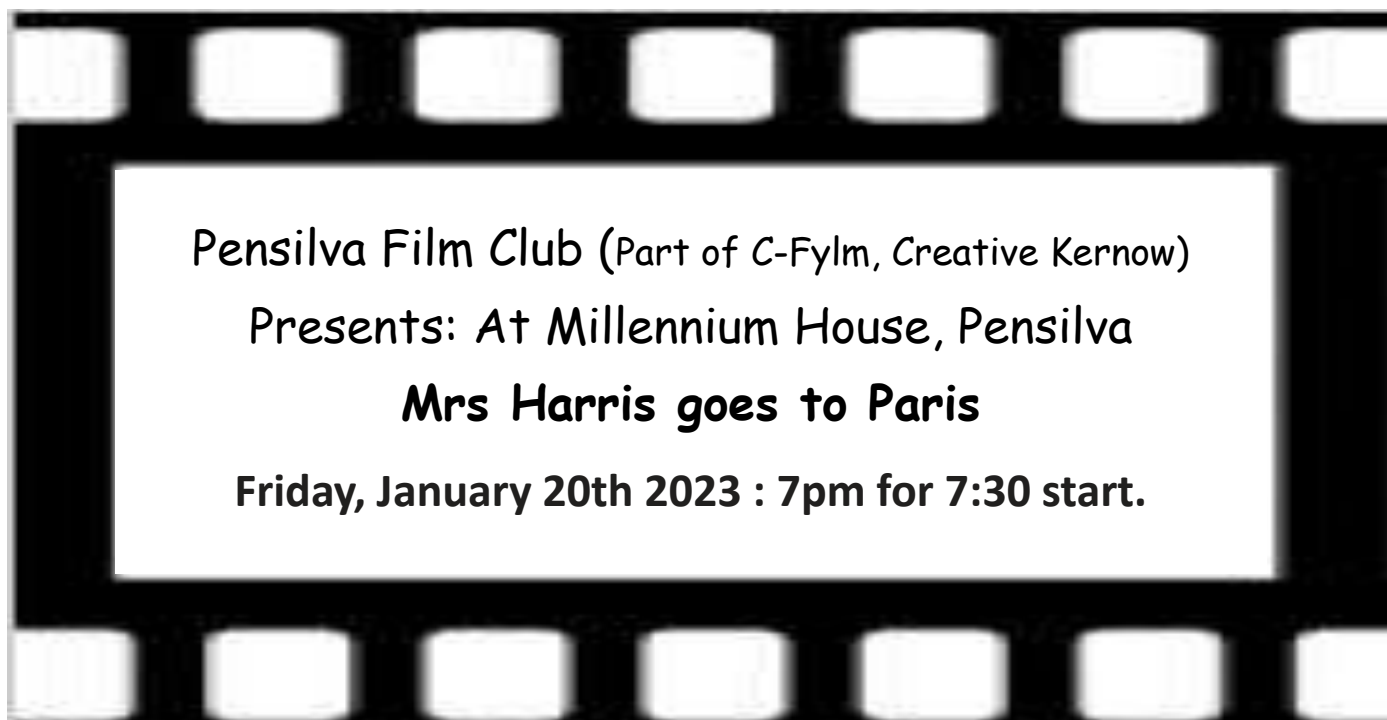 Pensilva Film Club (Part of C-Fylm, Creative Kernow)
Presents: At Millennium House, Pensilva
Mrs Harris goes to Paris
Friday, January 20th 2023 : 7pm for 7:30 start.